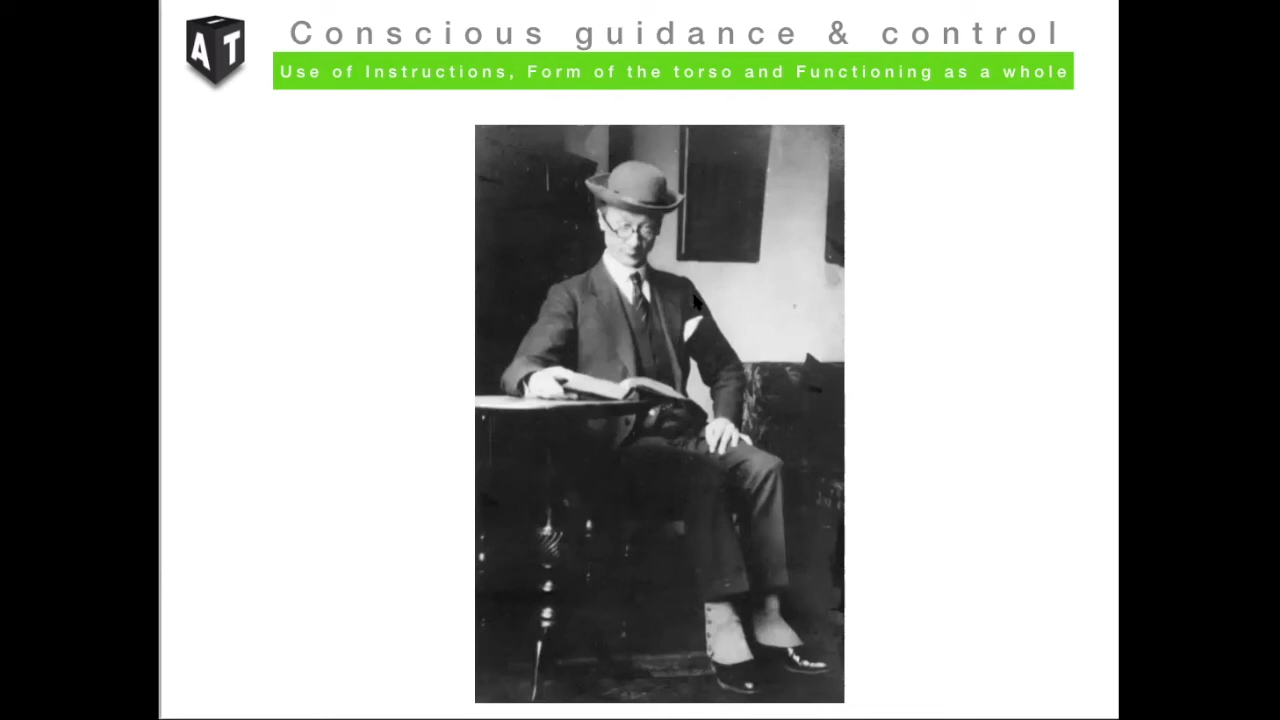 AT
Conscious guidance & control
Use of Instructions, Form of the torso and Functioning as a whole